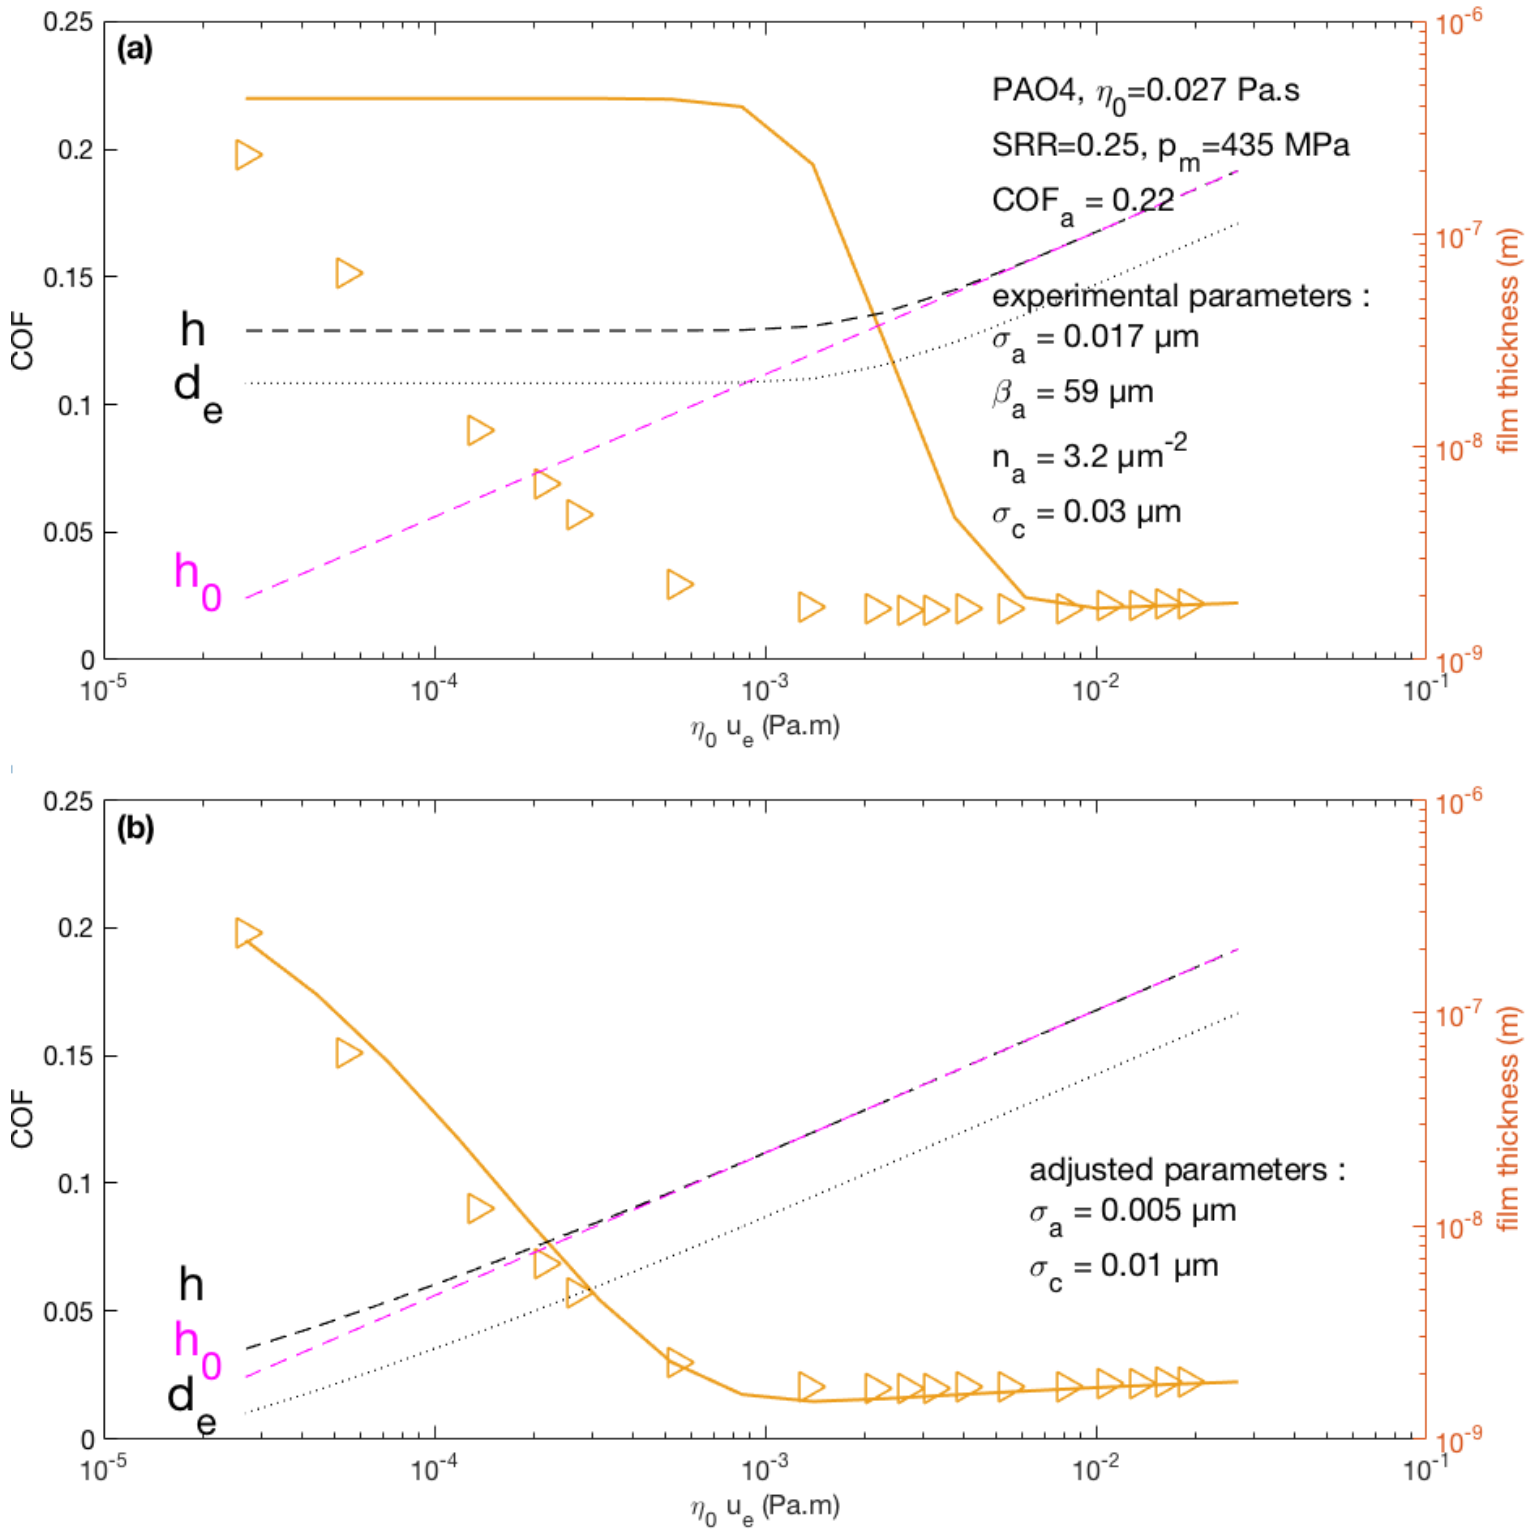 (a)
0.25
0.2
0.15
0.1
0.05
0
COF
10-6
10-7
10-8
10-9
film thickness (m)
PAO4, η0=0.027 Pa.s
SRR=0.25, pm=435 MPa
COFa = 0.22
experimental parameters :
σa = 0.017 µm
βa = 59 µm
na = 3.2 µm-2
σc = 0.03 µm
h
de
h0
10-5 10-4 10-3 10-2 10-1
η0 ue (Pa.m)
(b)
0.25
0.2
0.15
0.1
0.05
0
COF
10-6
10-7
10-8
10-9
film thickness (m)
adjusted parameters :
σa = 0.005 µm
σc = 0.01 µm
h
h0
de
10-5 10-4 10-3 10-2 10-1
η0 ue (Pa.m)